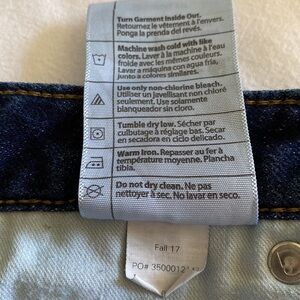 Turn Garment Inside Out.
Retournez le vêtement à l'envers.
Ponga la prenda del revés.
Machine wash cold with like
colors. Laver à la machine à l'eau
froide avec les mêmes couleurs.
Lavar a máquina con agua fria,
junto a colores similares.
Use only non-chlorine bleach.
Utiliser un javellisant non chloré
seulement. Use solamente
blanqueador sin cloro.
Tumble dry low. Sécher par
culbutage à réglage bas. Secar en
secadora en ciclo delicado.
Warm Iron. Repasser au fer à
température moyenne. Plancha
tibia.
Do not dry clean. Ne pas
nettoyer à sec. No lavar en seco.
Fall 17
PO# 3500012